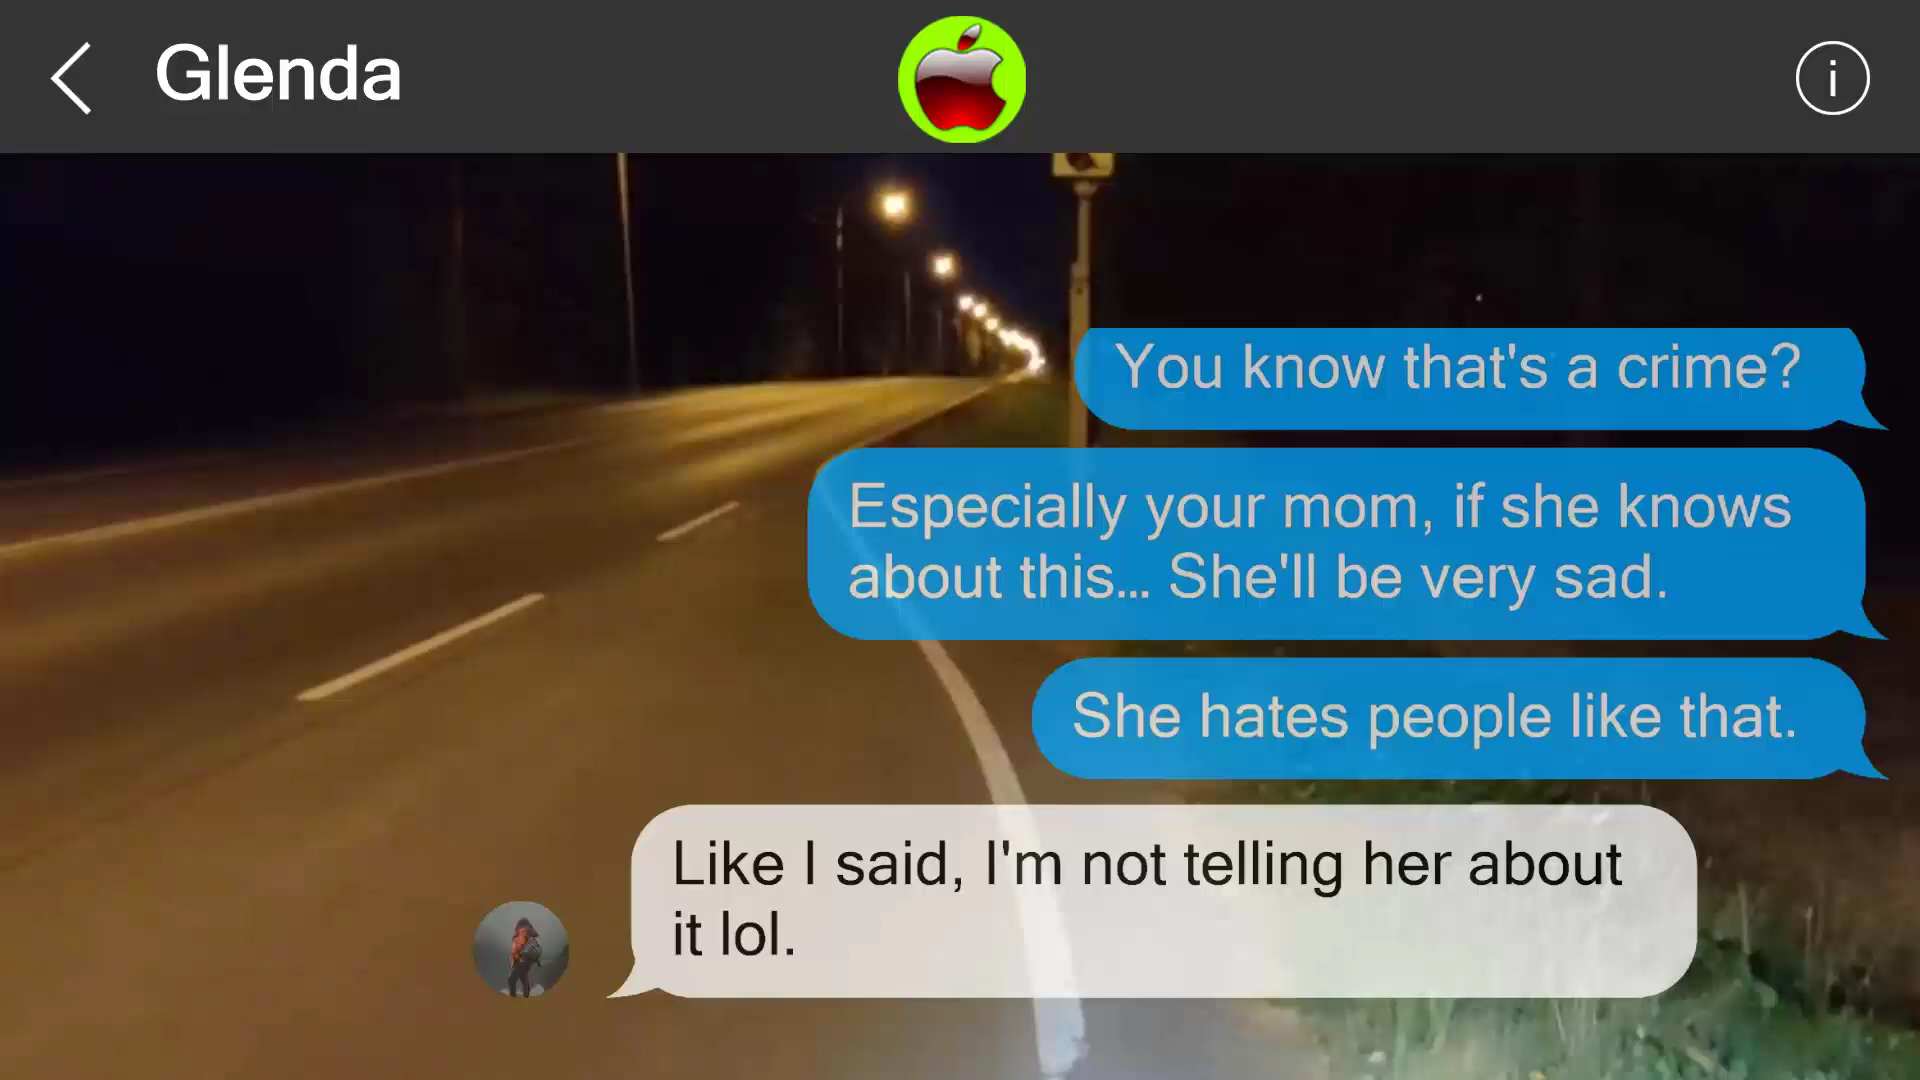 Glenda
i
You know that's a crime?
Especially your mom, if she knows
about this... She'll be very sad.
She hates people like that.
Like I said, I'm not telling her about
it lol.